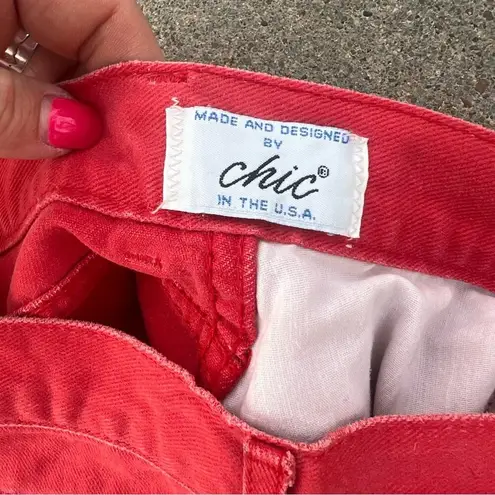 MADE AND DESIGNED
BY
chic®
IN THE U.S.A.